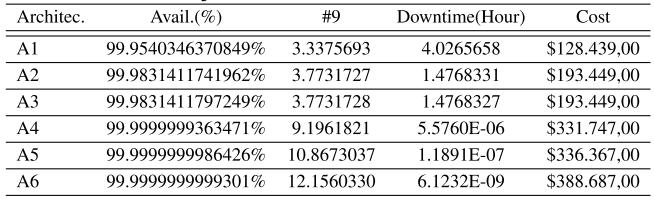 Architec. Avail.(%) #9 Downtime(Hour) Cost
A1 99.9540346370849% 3.3375693 4.0265658 $128.439,00
A2 99.9831411741962% 3.7731727 1.4768331 $193.449,00
A3 99.9831411797249% 3.7731728 1.4768327 $193.449,00
A4 99.9999999363471% 9.1961821 5.5760E-06 $331.747,00
A5 99.9999999986426% 10.8673037 1.1891E-07 $336.367,00
A6 99.9999999999301% 12.1560330 6.1232E-09 $388.687,00